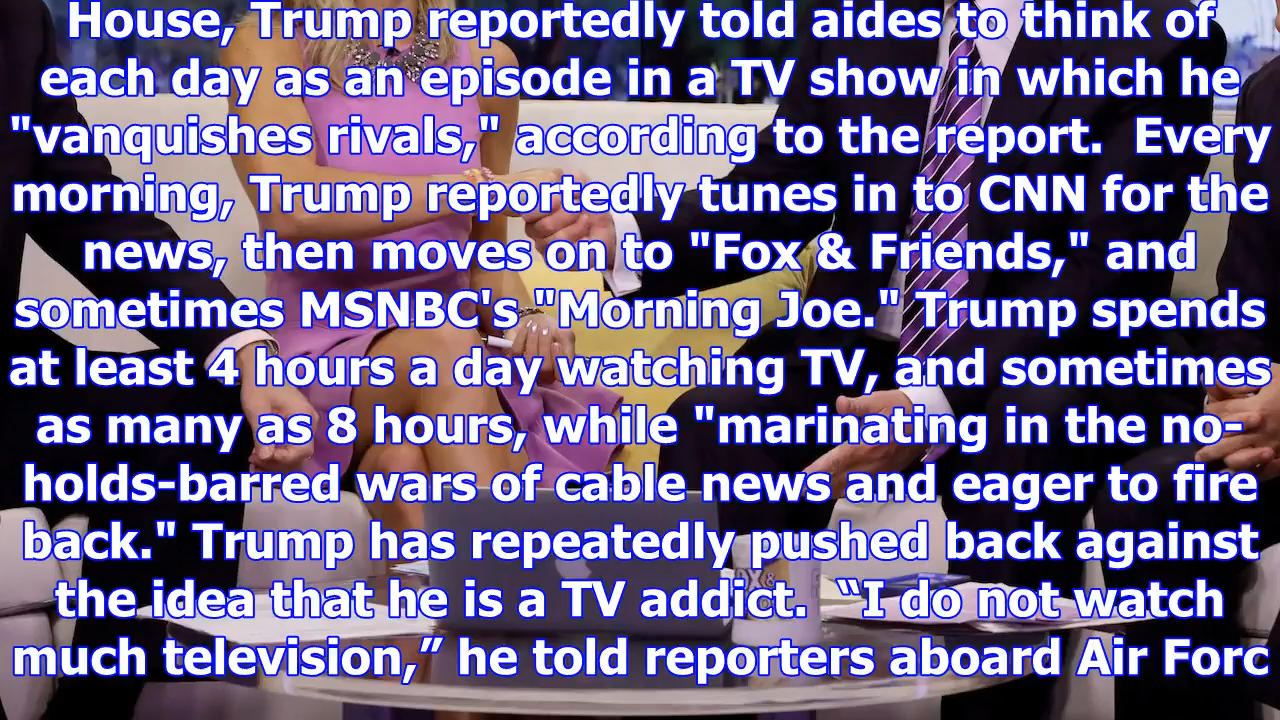 House, Trump reportedly told aides to think of
each day as an episode in a TV show in which he
"vanquishes rivals," according to the report.  Every
morning, Trump reportedly tunes in to CNN for the
news, then moves on to "Fox & Friends," and
sometimes MSNBC's "Morning Joe." Trump spends
at least 4 hours a day watching TV, and sometimes
as many as 8 hours, while "marinating in the no-
holds-barred wars of cable news and eager to fire
back." Trump has repeatedly pushed back against
the idea that he is a TV addict.  “I do not watch
much television,” he told reporters aboard Air Forc